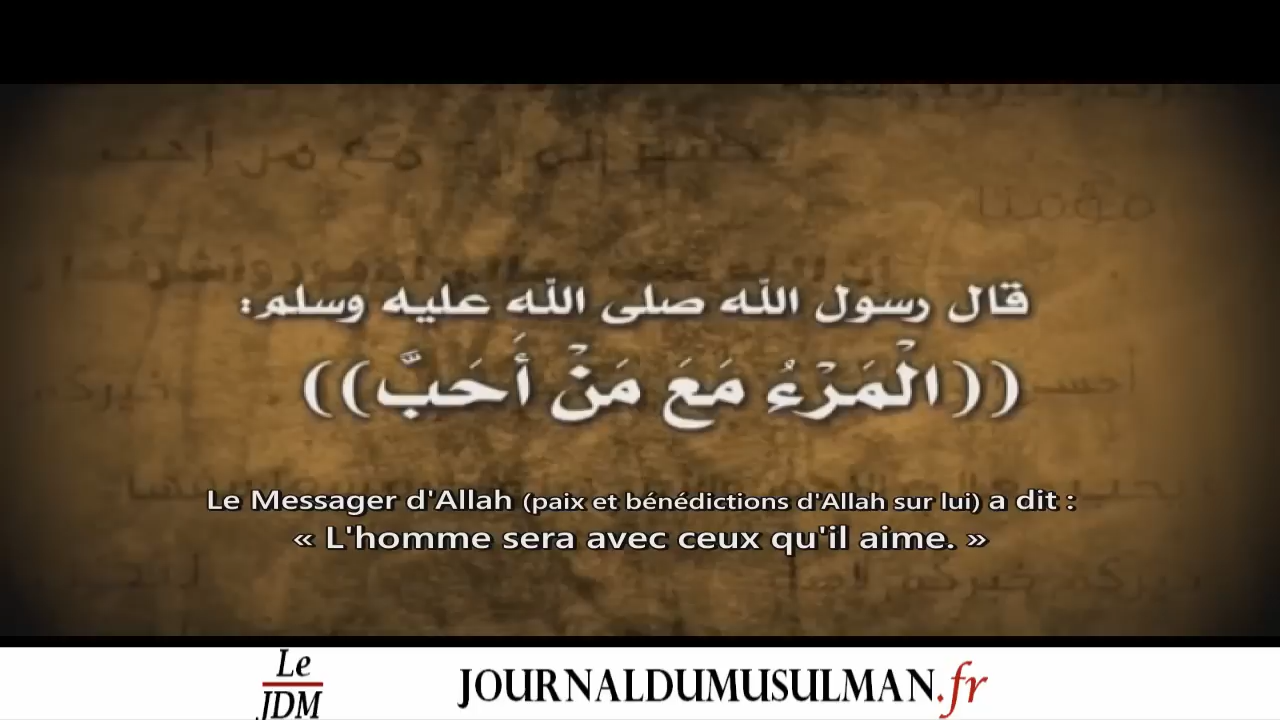 قال رسول الله صلى الله عليه وسلم:
((الْمَرْءُ مَعَ مَنْ أَحَبَّ))
Le Messager d'Allah (paix et bénédictions d'Allah sur lui) a dit :
« L'homme sera avec ceux qu'il aime. »
Le
JDM
JOURNALDUMUSULMAN.fr